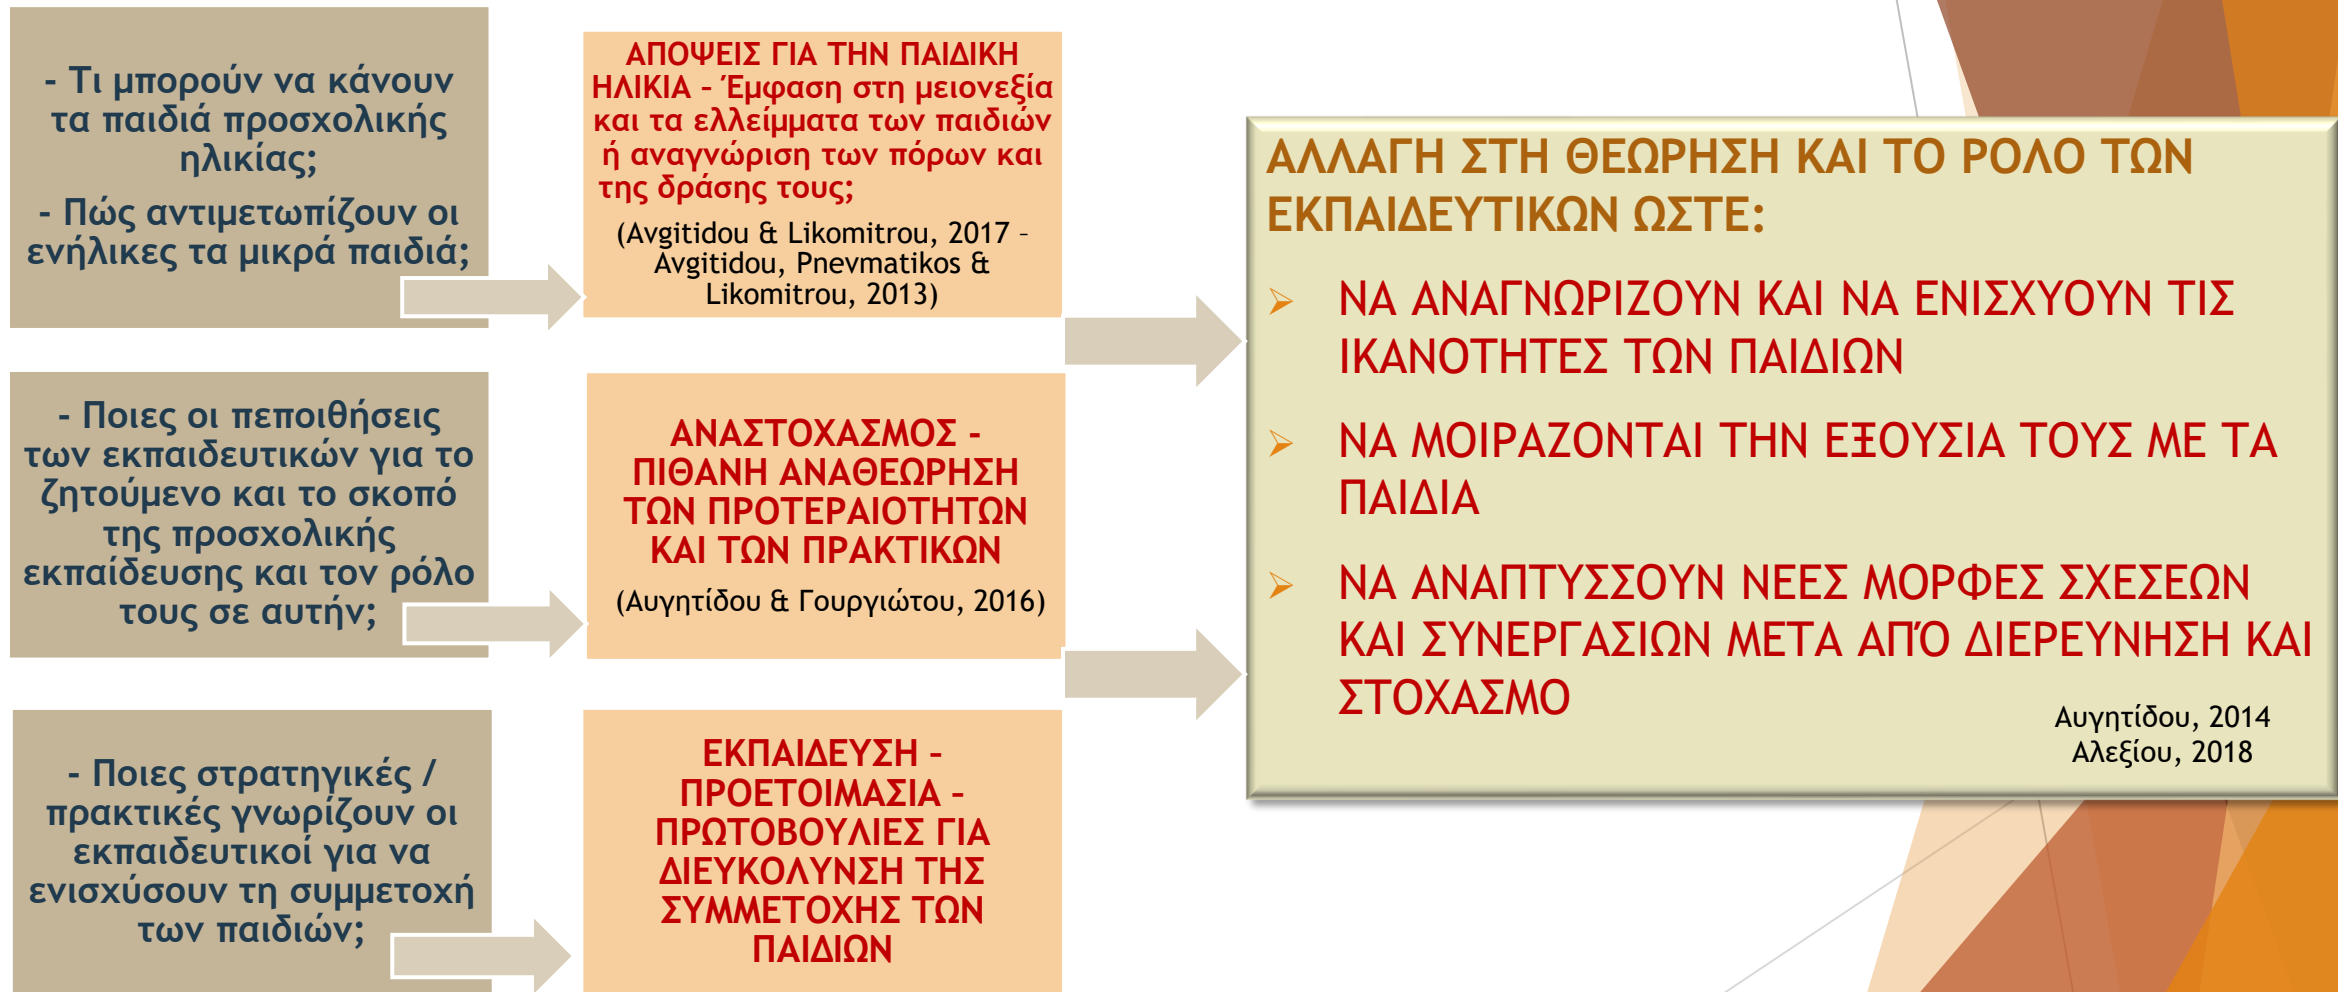 - Τι μπορούν να κάνουν
τα παιδιά προσχολικής
ηλικίας;
- Πώς αντιμετωπίζουν οι
ενήλικες τα μικρά παιδιά;
ΑΠΟΨΕΙΣ ΓΙΑ ΤΗΝ ΠΑΙΔΙΚΗ
ΗΛΙΚΙΑ – Έμφαση στη μειονεξία
και τα ελλείμματα των παιδιών
ή αναγνώριση των πόρων και
της δράσης τους;
(Avgitidou & Likomitrou, 2017 –
Avgitidou, Pnevmatikos &
Likomitrou, 2013)
- Ποιες οι πεποιθήσεις
των εκπαιδευτικών για το
ζητούμενο και το σκοπό
της προσχολικής
εκπαίδευσης και τον ρόλο
τους σε αυτήν;
ΑΝΑΣΤΟΧΑΣΜΟΣ –
ΠΙΘΑΝΗ ΑΝΑΘΕΩΡΗΣΗ
ΤΩΝ ΠΡΟΤΕΡΑΙΟΤΗΤΩΝ
ΚΑΙ ΤΩΝ ΠΡΑΚΤΙΚΩΝ
(Αυγητίδου & Γουργιώτου, 2016)
- Ποιες στρατηγικές /
πρακτικές γνωρίζουν οι
εκπαιδευτικοί για να
ενισχύσουν τη συμμετοχή
των παιδιών;
ΕΚΠΑΙΔΕΥΣΗ –
ΠΡΟΕΤΟΙΜΑΣΙΑ –
ΠΡΩΤΟΒΟΥΛΙΕΣ ΓΙΑ
ΔΙΕΥΚΟΛΥΝΣΗ ΤΗΣ
ΣΥΜΜΕΤΟΧΗΣ ΤΩΝ
ΠΑΙΔΙΩΝ
ΑΛΛΑΓΗ ΣΤΗ ΘΕΩΡΗΣΗ ΚΑΙ ΤΟ ΡΟΛΟ ΤΩΝ
ΕΚΠΑΙΔΕΥΤΙΚΩΝ ΩΣΤΕ:
➢ ΝΑ ΑΝΑΓΝΩΡΙΖΟΥΝ ΚΑΙ ΝΑ ΕΝΙΣΧΥΟΥΝ ΤΙΣ
ΙΚΑΝΟΤΗΤΕΣ ΤΩΝ ΠΑΙΔΙΩΝ
➢ ΝΑ ΜΟΙΡΑΖΟΝΤΑΙ ΤΗΝ ΕΞΟΥΣΙΑ ΤΟΥΣ ΜΕ ΤΑ
ΠΑΙΔΙΑ
➢ ΝΑ ΑΝΑΠΤΥΣΣΟΥΝ ΝΕΕΣ ΜΟΡΦΕΣ ΣΧΕΣΕΩΝ
ΚΑΙ ΣΥΝΕΡΓΑΣΙΩΝ ΜΕΤΑ ΑΠΌ ΔΙΕΡΕΥΝΗΣΗ ΚΑΙ
ΣΤΟΧΑΣΜΟ
Αυγητίδου, 2014
Αλεξίου, 2018